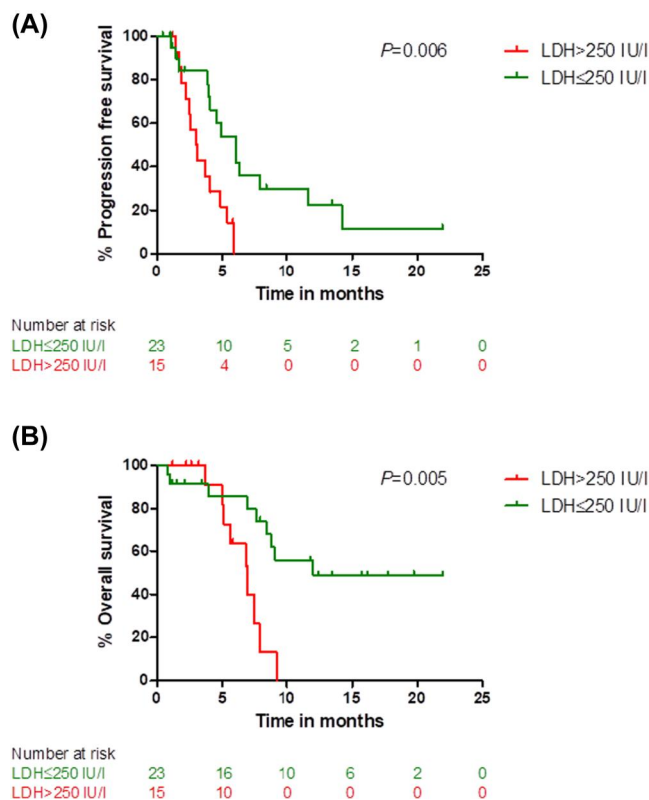 (A)
P=0.006
LDH>250 IU/l
LDH≤250 IU/l
% Progression free survival
100
80
60
40
20
0
0 5 10 15 20 25
Time in months
Number at risk
LDH≤250 IU/l 23 10 5 2 1 0
LDH>250 IU/l 15 4 0 0 0 0
(B)
P=0.005
LDH>250 IU/l
LDH≤250 IU/l
% Overall survival
100
80
60
40
20
0
0 5 10 15 20 25
Time in months
Number at risk
LDH≤250 IU/l 23 16 10 6 2 0
LDH>250 IU/l 15 10 0 0 0 0